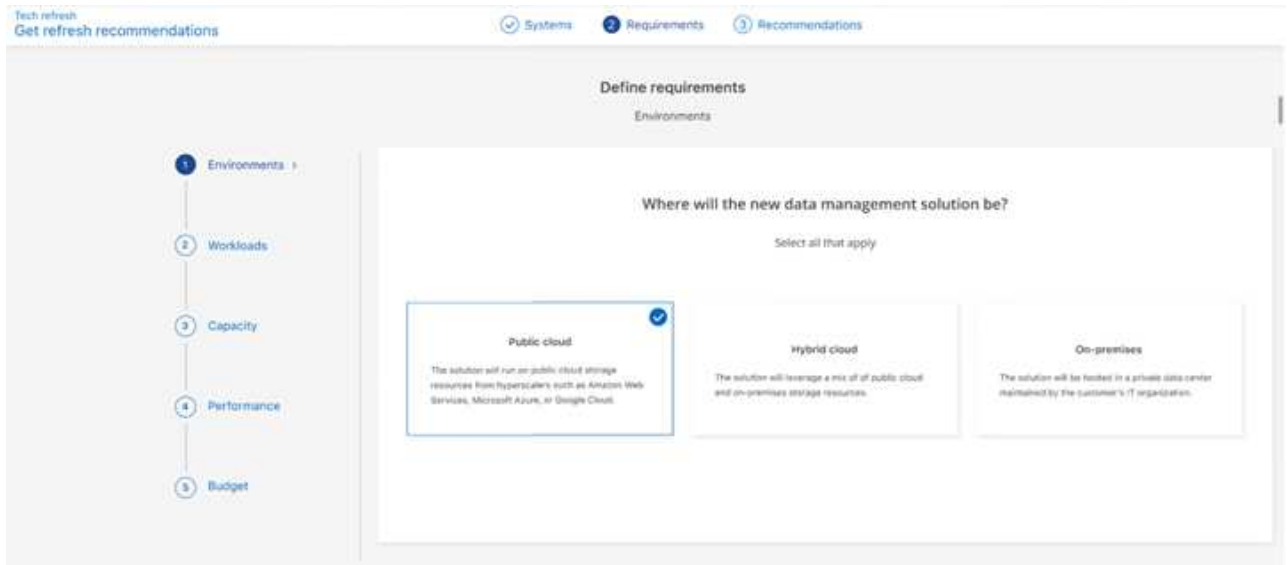 Tech refresh
Get refresh recommendations
Systems
2 Requirements
3 Recommendations
Define requirements
Environments
1 Environments >
2 Workloads
3 Capacity
4 Performance
5 Budget
Where will the new data management solution be?
Select all that apply
Public cloud
The solution will run on public cloud storage
resources from hyperscalers such as Amazon Web
Services, Microsoft Azure, or Google Cloud.
Hybrid cloud
The solution will leverage a mix of of public cloud
and on-premises storage resources.
On-premises
The solution will be hosted in a private data center
maintained by the customer's IT organization.